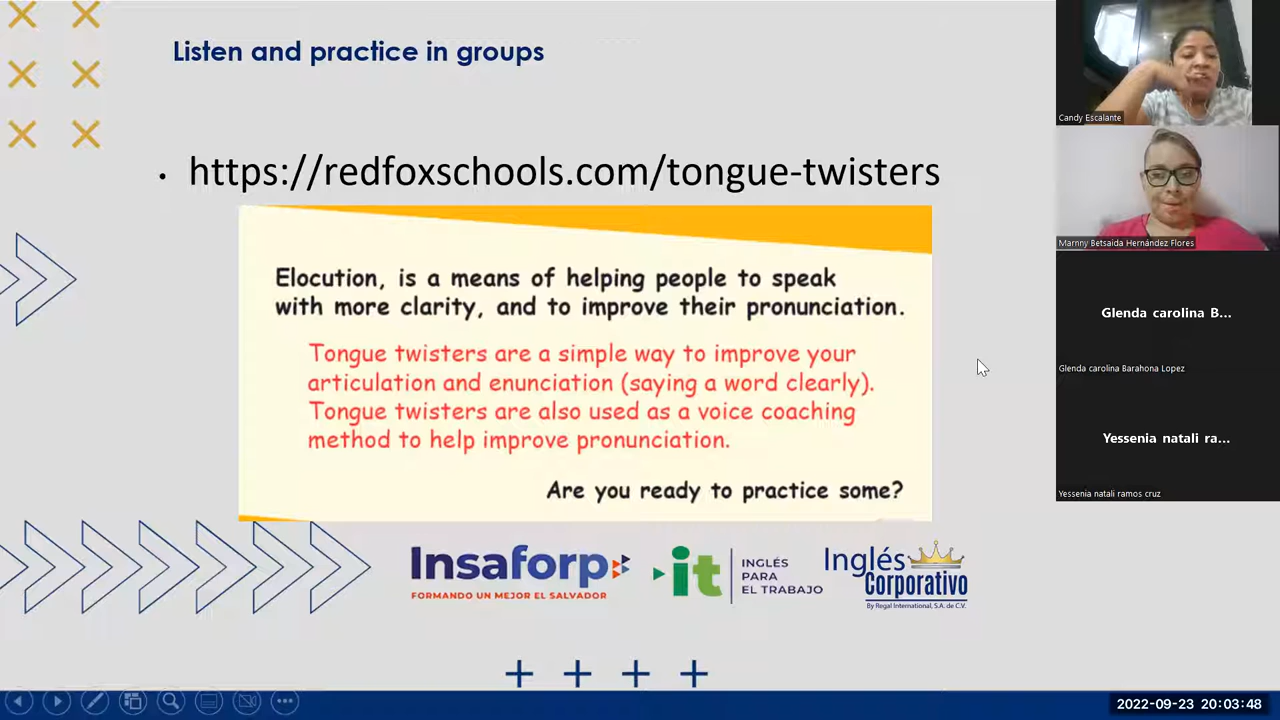 Listen and practice in groups
• https://redfoxschools.com/tongue-twisters
Elocution, is a means of helping people to speak
with more clarity, and to improve their pronunciation.
Tongue twisters are a simple way to improve your
articulation and enunciation (saying a word clearly).
Tongue twisters are also used as a voice coaching
method to help improve pronunciation.
Are you ready to practice some?
Insaforp
FORMANDO UN MEJOR EL SALVADOR
it
INGLÉS
PARA
EL TRABAJO
Inglés
Corporativo
By Regal International, S.A. de C.V.
Candy Escalante
Marnny Betsaida Hernández Flores
Glenda carolina B...
Glenda carolina Barahona Lopez
Yessenia natali ra...
Yessenia natali ramos cruz
2022-09-23 20:03:48